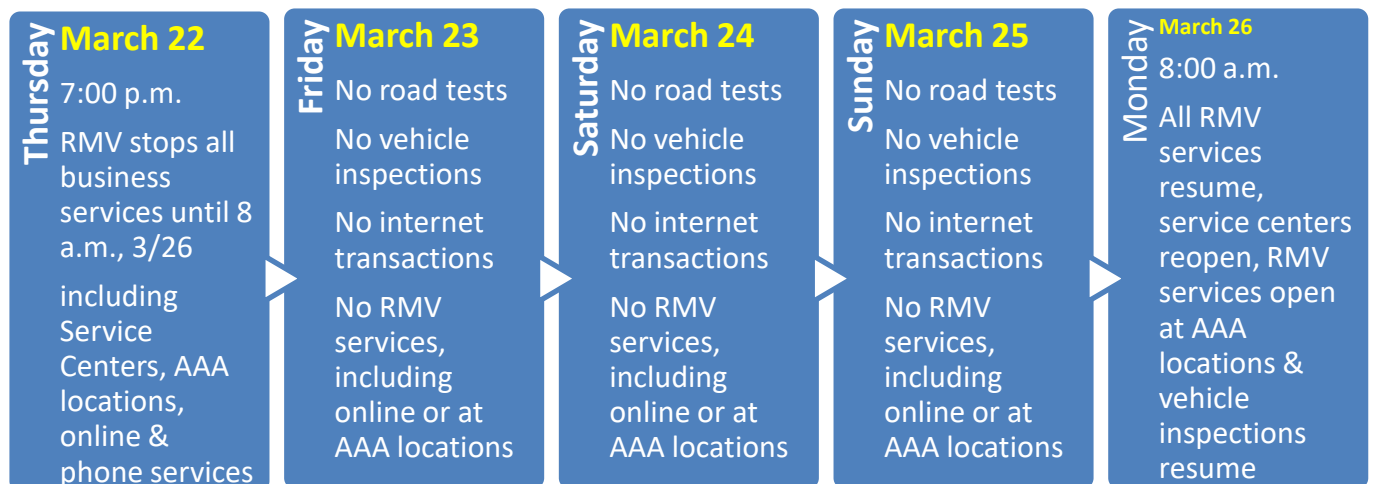 Thursday
March 22
7:00 p.m.
RMV stops all
business
services until 8
a.m., 3/26
including
Service
Centers, AAA
locations,
online &
phone services
Friday
March 23
No road tests
No vehicle
inspections
No internet
transactions
No RMV
services,
including
online or at
AAA locations
Saturday
March 24
No road tests
No vehicle
inspections
No internet
transactions
No RMV
services,
including
online or at
AAA locations
Sunday
March 25
No road tests
No vehicle
inspections
No internet
transactions
No RMV
services,
including
online or at
AAA locations
Monday
March 26
8:00 a.m.
All RMV
services
resume,
service centers
reopen, RMV
services open
at AAA
locations &
vehicle
inspections
resume